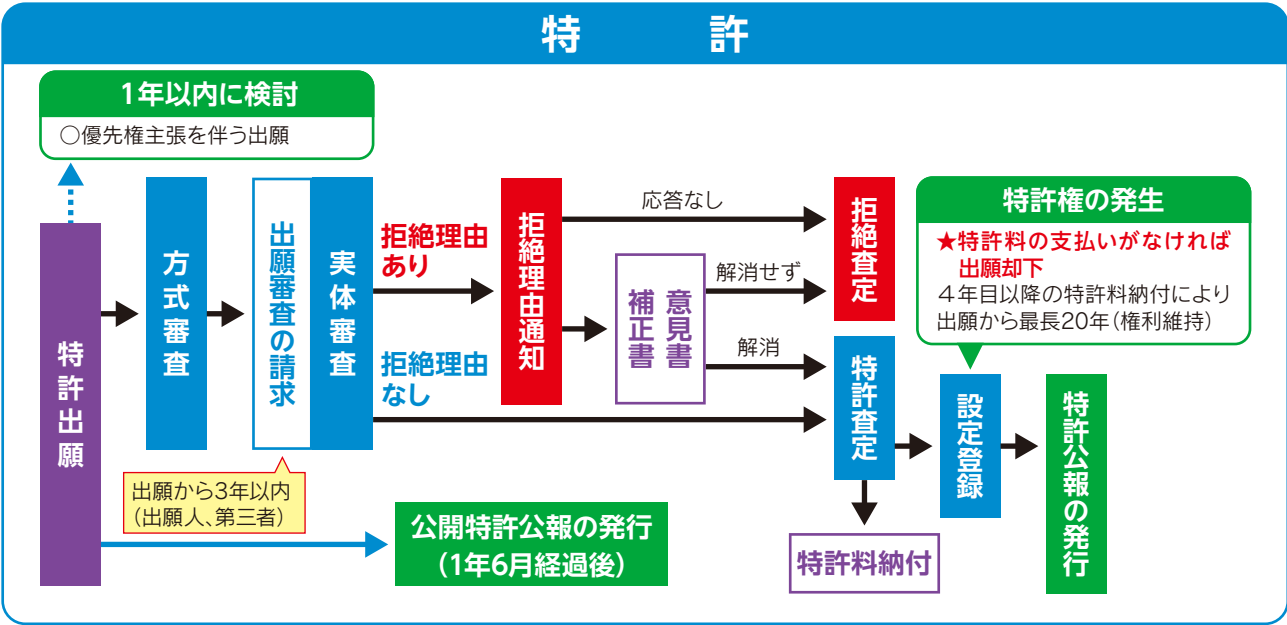 特許
1年以内に検討
○優先権主張を伴う出願
特許出願
方式審査
出願審査の請求
実体審査
出願から3年以内
（出願人、第三者）
拒絶理由
あり
拒絶理由
なし
拒絶理由通知
応答なし
意見書
補正書
解消せず
解消
拒絶査定
特許査定
特許料納付
特許権の発生
★特許料の支払いがなければ
出願却下
４年目以降の特許料納付により
出願から最長20年（権利維持）
設定登録
特許公報の発行
公開特許公報の発行
（1年6月経過後）